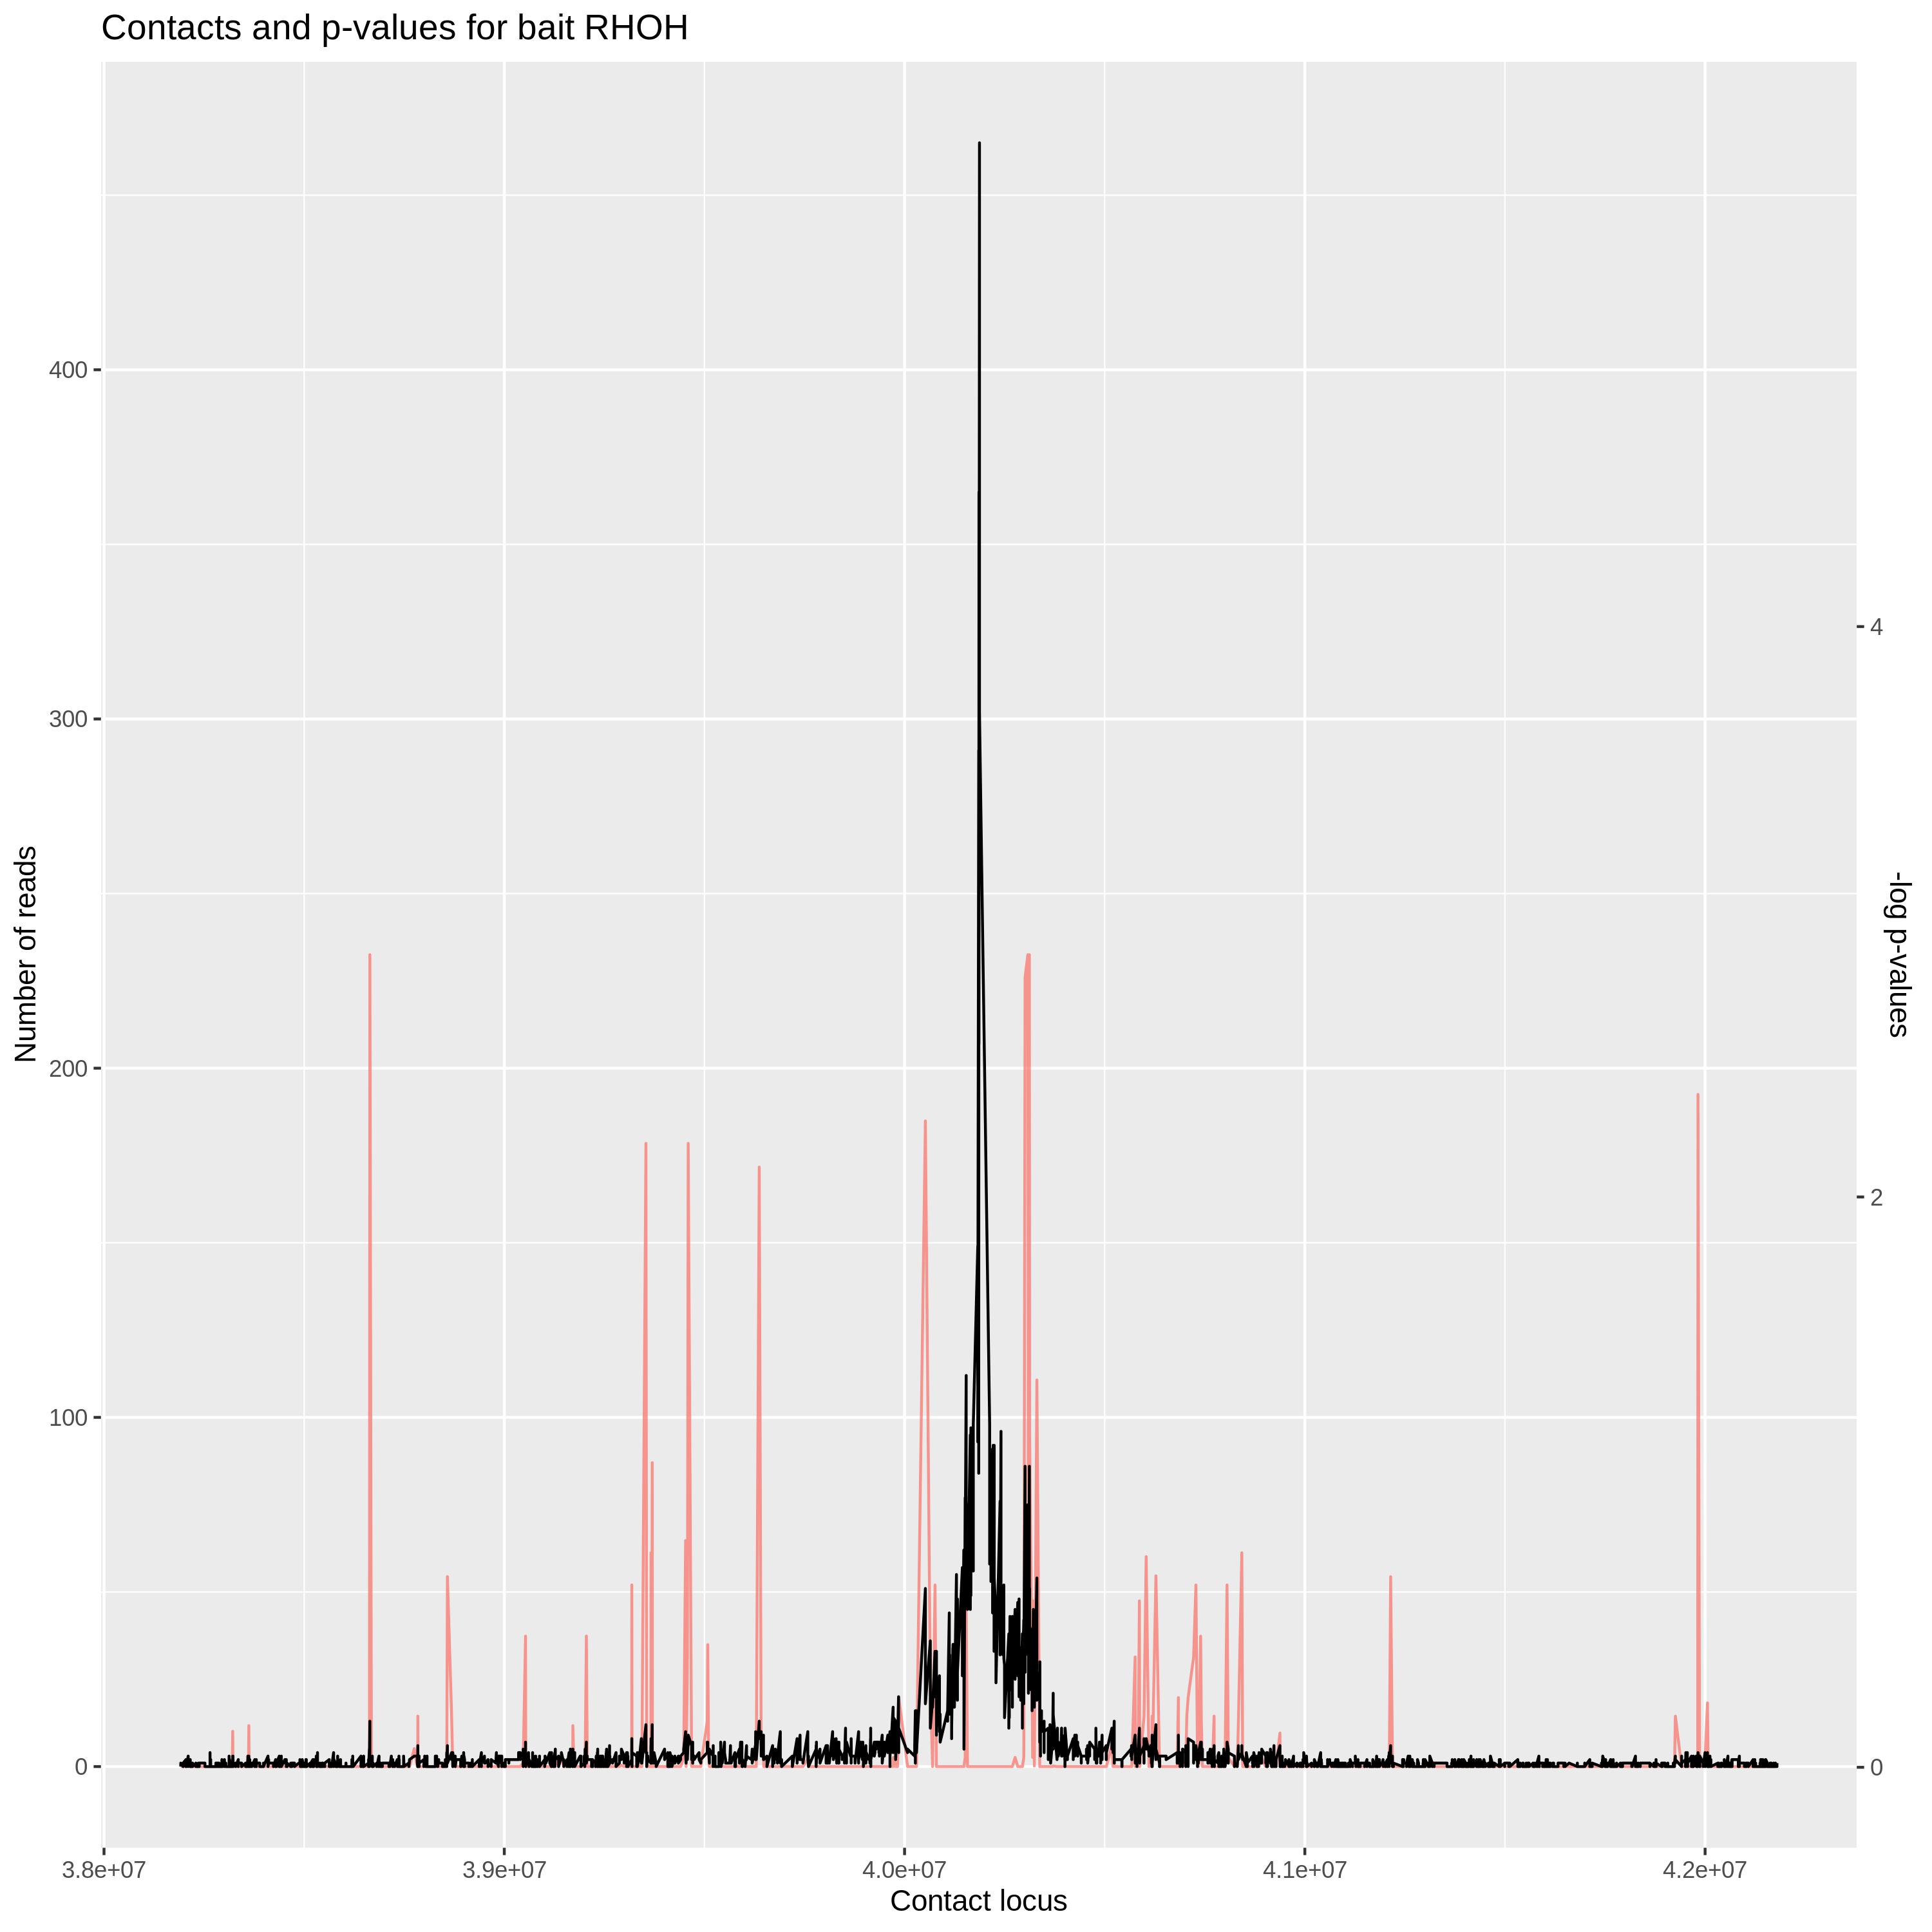 Contacts and p-values for bait RHOH
400
300
200
100
0
Number of reads
4
2
0
-log p-values
3.8e+07
3.9e+07
4.0e+07
4.1e+07
4.2e+07
Contact locus